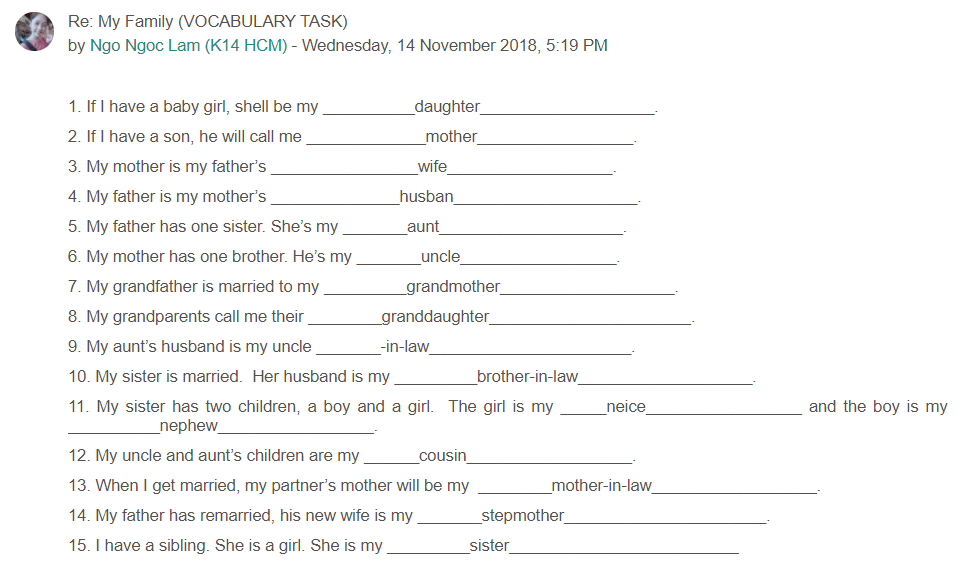 Re: My Family (VOCABULARY TASK)
by Ngo Ngoc Lam (K14 HCM) - Wednesday, 14 November 2018, 5:19 PM
1. If I have a baby girl, shell be my __________daughter___________________.
2. If I have a son, he will call me _____________mother_________________.
3. My mother is my father’s ________________wife__________________.
4. My father is my mother’s ______________husban____________________.
5. My father has one sister. She’s my _______aunt____________________.
6. My mother has one brother. He’s my _______uncle_________________.
7. My grandfather is married to my _________grandmother___________________.
8. My grandparents call me their ________granddaughter______________________.
9. My aunt’s husband is my uncle _______-in-law______________________.
10. My sister is married.  Her husband is my _________brother-in-law___________________.
11. My sister has two children, a boy and a girl.  The girl is my _____neice_________________ and the boy is my
__________nephew_________________.
12. My uncle and aunt’s children are my ______cousin__________________.
13. When I get married, my partner’s mother will be my  ________mother-in-law__________________.
14. My father has remarried, his new wife is my _______stepmother______________________.
15. I have a sibling. She is a girl. She is my _________sister_________________________